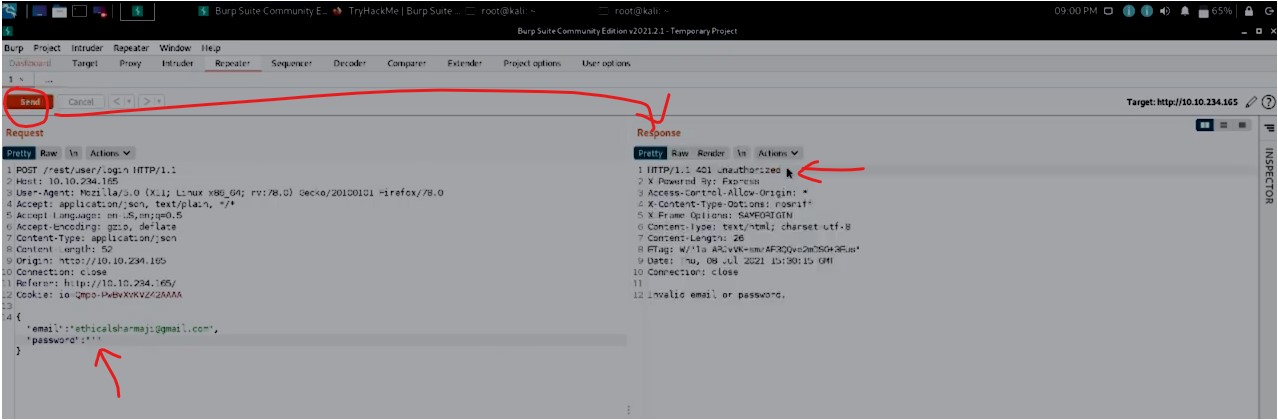 Burp Suite Community E... TryHackMe | Burp Suite ... root@kali: ~ root@kali: ~ 09:00 PM 65%
Burp Suite Community Edition v2021.2.1 - Temporary Project
Burp Project Intruder Repeater Window Help
Dashboard Target Proxy Intruder Repeater Sequencer Decoder Comparer Extender Project options User options
1 × ...
Send Cancel < > Target: http://10.10.234.165
Request
Pretty Raw \n Actions
1 POST /rest/user/login HTTP/1.1
2 Host: 10.10.234.165
3 User-Agent: Mozilla/5.0 (X11; Linux x86_64; rv:78.0) Gecko/20100101 Firefox/78.0
4 Accept: application/json, text/plain, */*
5 Accept-Language: en-US,en;q=0.5
6 Accept-Encoding: gzip, deflate
7 Content-Type: application/json
8 Content-Length: 52
9 Origin: http://10.10.234.165
10 Connection: close
11 Referer: http://10.10.234.165/
12 Cookie:
13
14 {
"email":"ethicalsharmaji@gmail.com",
"password":"'"
}
Response
Pretty Raw Render \n Actions
1 HTTP/1.1 401 Unauthorized
2 X-Powered-By: Express
3 Access-Control-Allow-Origin: *
4 X-Content-Type-Options: nosniff
5 X-Frame-Options: SAMEORIGIN
6 Content-Type: text/html; charset=utf-8
7 Content-Length: 26
8 ETag:
9 Date: Thu, 08 Jul 2021 15:30:15 GMT
10 Connection: close
11
12 Invalid email or password.
INSPECTOR